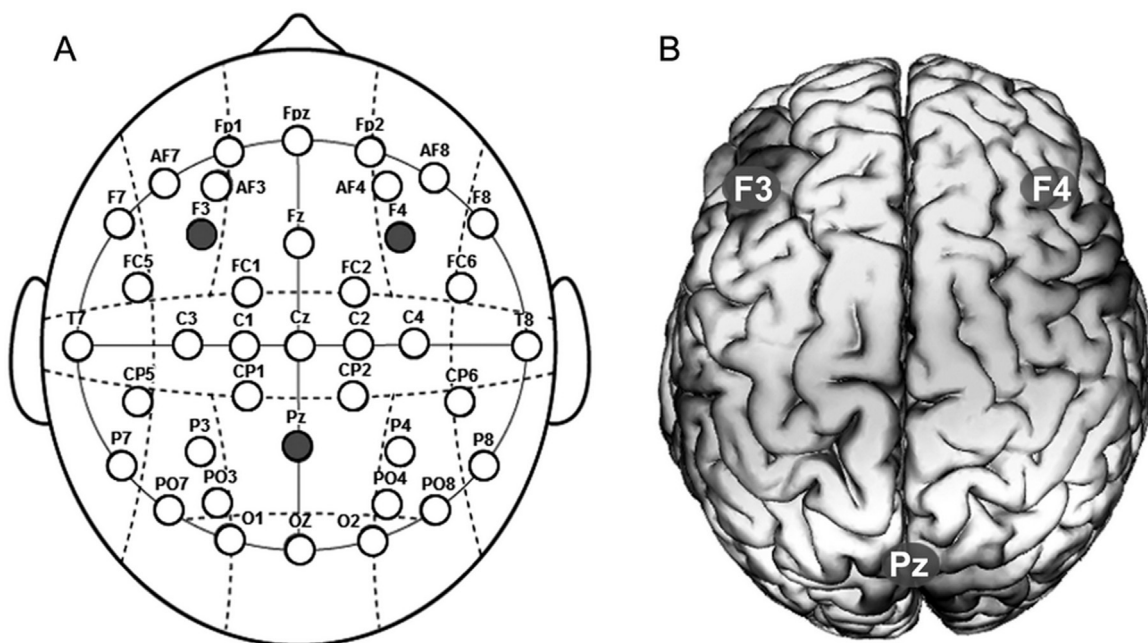 A
B
Fpz
Fp1
Fp2
AF7
AF8
AF3
AF4
F7
F3
Fz
F4
F8
FC5
FC1
FC2
FC6
T7
C3
C1
Cz
C2
C4
T8
CP5
CP1
CP2
CP6
Pz
P7
P3
P4
P8
PO7
PO3
PO4
PO8
O1
OZ
O2
F3
F4
Pz